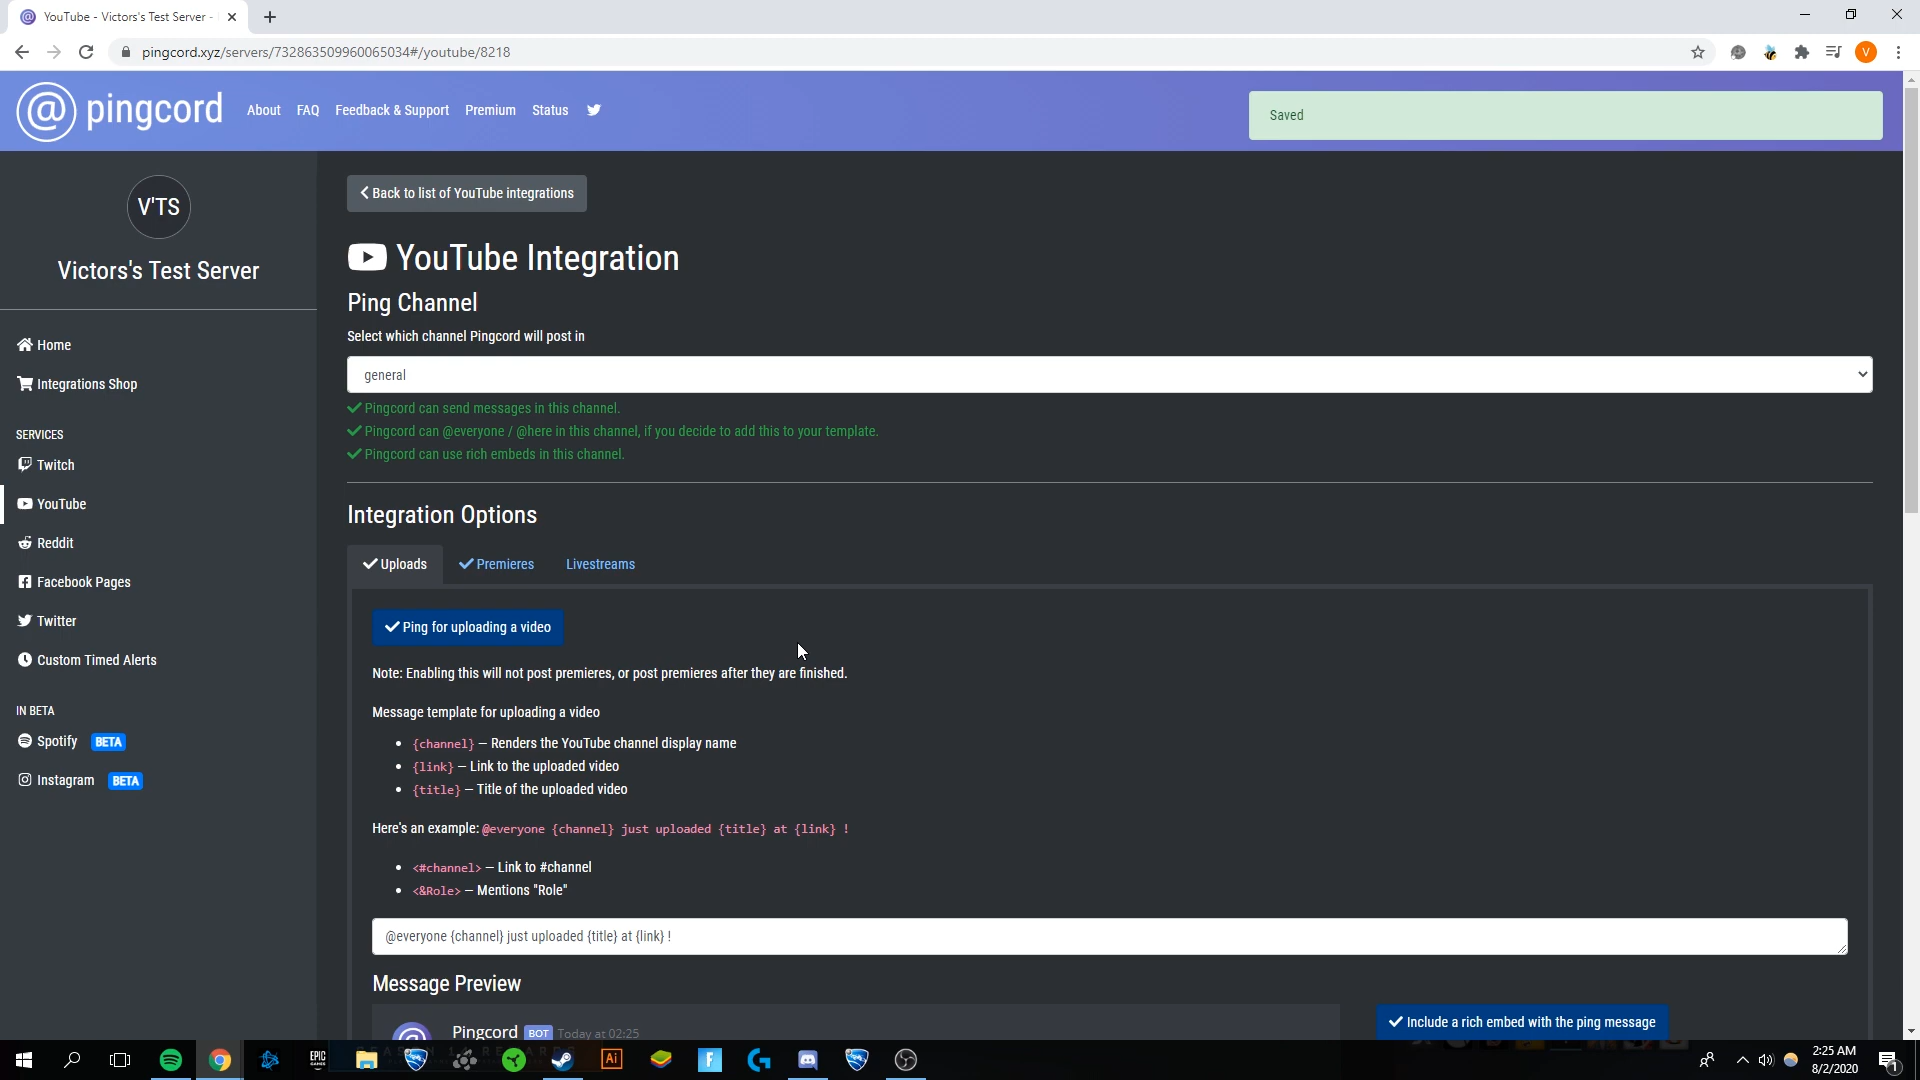 YouTube - Victors's Test Server -
pingcord.xyz/servers/732863509960065034#/youtube/8218
V
pingcord
About
FAQ
Feedback & Support
Premium
Status
Saved
V'TS
Victors's Test Server
Home
Integrations Shop
SERVICES
Twitch
YouTube
Reddit
Facebook Pages
Twitter
Custom Timed Alerts
IN BETA
Spotify BETA
Instagram BETA
Back to list of YouTube integrations
YouTube Integration
Ping Channel
Select which channel Pingcord will post in
general
Pingcord can send messages in this channel.
Pingcord can @everyone / @here in this channel, if you decide to add this to your template.
Pingcord can use rich embeds in this channel.
Integration Options
Uploads
Premieres
Livestreams
Ping for uploading a video
Note: Enabling this will not post premieres, or post premieres after they are finished.
Message template for uploading a video
• {channel} – Renders the YouTube channel display name
• {link} – Link to the uploaded video
• {title} – Title of the uploaded video
Here's an example: @everyone {channel} just uploaded {title} at {link} !
• <#channel> – Link to #channel
• <&Role> – Mentions "Role"
@everyone {channel} just uploaded {title} at {link} !
Message Preview
Pingcord BOT Today at 02:25
Include a rich embed with the ping message
EPIC GAMES
Ai
2:25 AM
8/2/2020
1